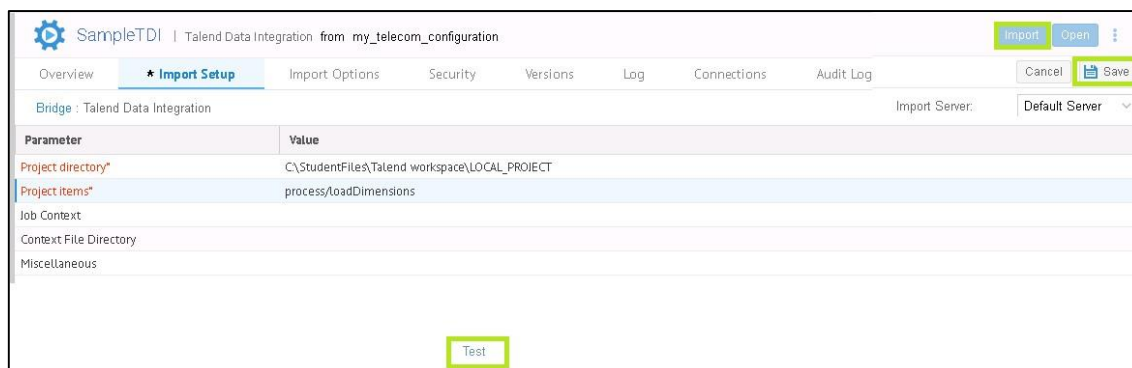 SampleTDI | Talend Data Integration from my_telecom_configuration Import Open
Overview * Import Setup Import Options Security Versions Log Connections Audit Log Cancel Save
Bridge : Talend Data Integration Import Server: Default Server
Parameter Value
Project directory* C:\StudentFiles\Talend workspace\LOCAL_PROJECT
Project items* process/loadDimensions
Job Context
Context File Directory
Miscellaneous
Test